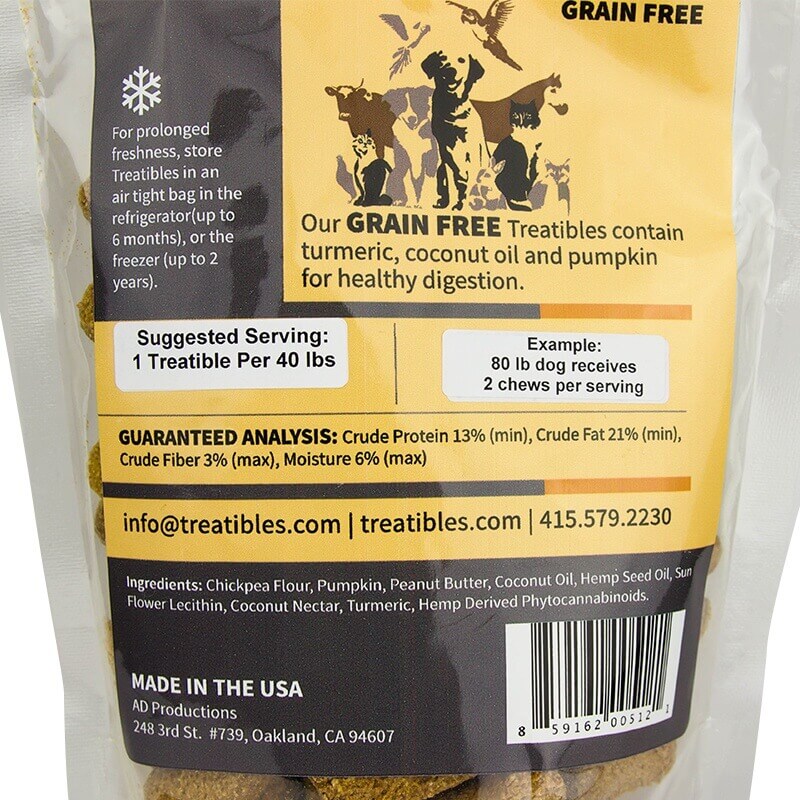 GRAIN FREE
For prolonged
freshness, store
Treatibles in an
air tight bag in the
refrigerator(up to
6 months), or the
freezer (up to 2
years).
Our GRAIN FREE Treatibles contain
turmeric, coconut oil and pumpkin
for healthy digestion.
Suggested Serving:
1 Treatible Per 40 lbs
Example:
80 lb dog receives
2 chews per serving
GUARANTEED ANALYSIS: Crude Protein 13% (min), Crude Fat 21% (min),
Crude Fiber 3% (max), Moisture 6% (max)
info@treatibles.com | treatibles.com | 415.579.2230
Ingredients: Chickpea Flour, Pumpkin, Peanut Butter, Coconut Oil, Hemp Seed Oil, Sun
Flower Lecithin, Coconut Nectar, Turmeric, Hemp Derived Phytocannabinoids.
MADE IN THE USA
AD Productions
248 3rd St. #739, Oakland, CA 94607
8 59162 00512 1